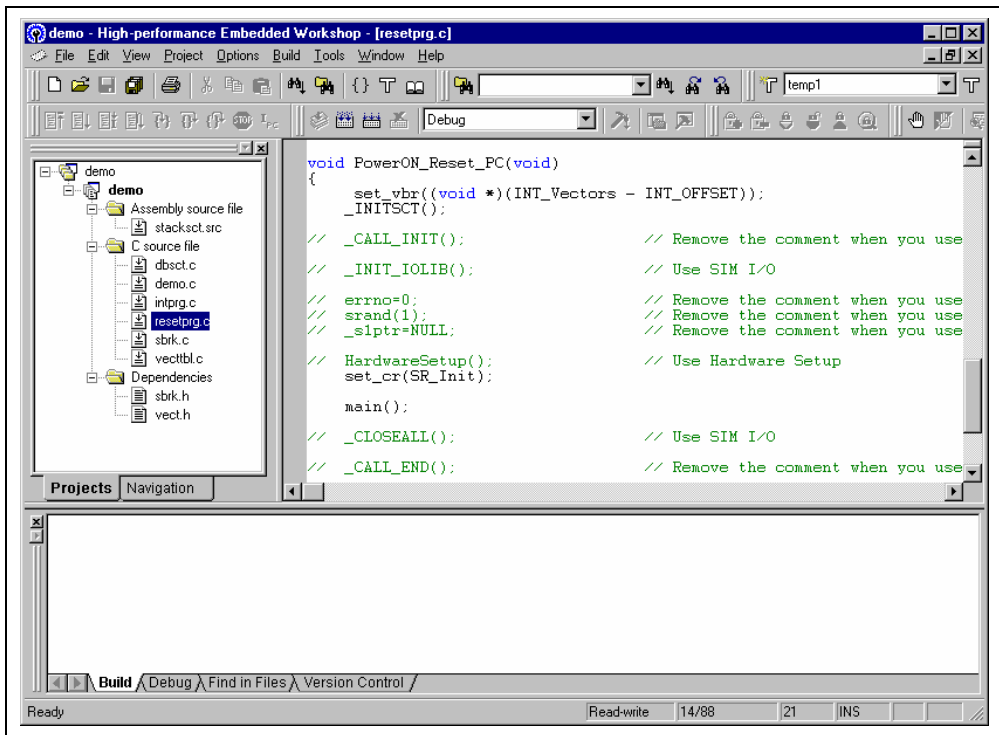 demo - High-performance Embedded Workshop - [resetprg.c]
File Edit View Project Options Build Tools Window Help
temp1
Debug
demo
demo
Assembly source file
stacksct.src
C source file
dbsct.c
demo.c
intprg.c
resetprg.c
sbrk.c
vecttbl.c
Dependencies
sbrk.h
vect.h
Projects Navigation
void PowerON_Reset_PC(void)
{
set_vbr((void *)(INT_Vectors - INT_OFFSET));
_INITSCT();
// _CALL_INIT(); // Remove the comment when you use
// _INIT_IOLIB(); // Use SIM I/O
// errno=0; // Remove the comment when you use
// srand(1); // Remove the comment when you use
// _s1ptr=NULL; // Remove the comment when you use
// HardwareSetup(); // Use Hardware Setup
set_cr(SR_Init);
main();
// _CLOSEALL(); // Use SIM I/O
// _CALL_END(); // Remove the comment when you use
Build Debug Find in Files Version Control
Ready Read-write 14/88 21 INS